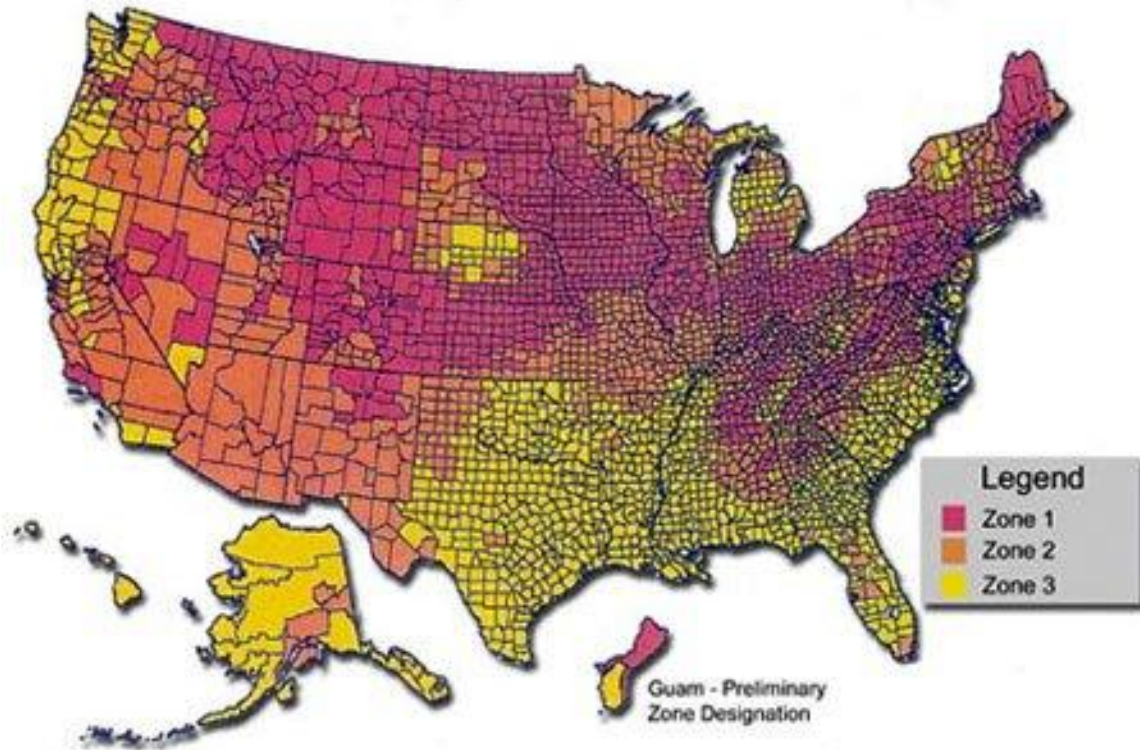 Legend
Zone 1
Zone 2
Zone 3
Guam - Preliminary
Zone Designation